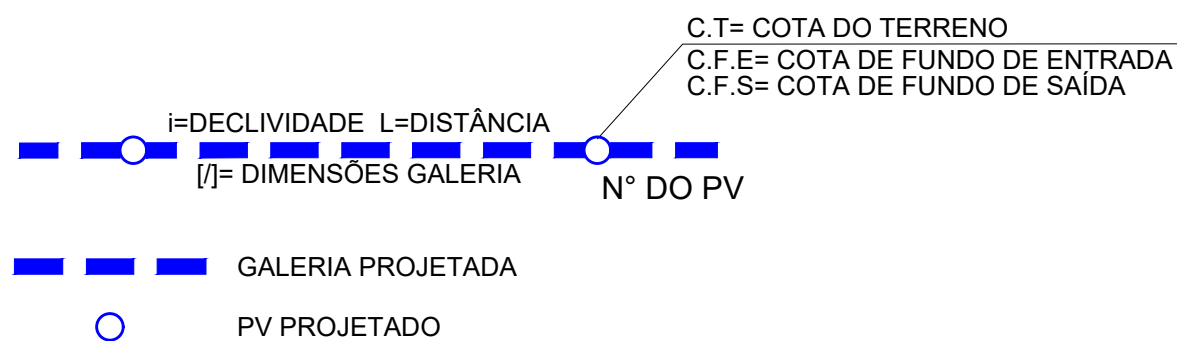 C.T= COTA DO TERRENO
C.F.E= COTA DE FUNDO DE ENTRADA
C.F.S= COTA DE FUNDO DE SAÍDA
i=DECLIVIDADE L=DISTÂNCIA
[/]= DIMENSÕES GALERIA
N° DO PV
GALERIA PROJETADA
PV PROJETADO